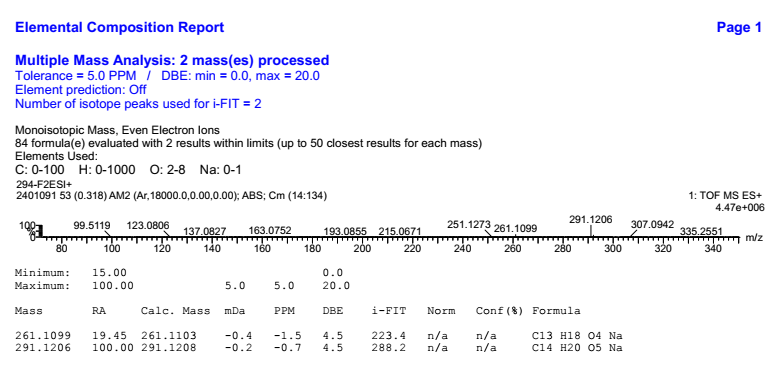 Elemental Composition Report Page 1
Multiple Mass Analysis: 2 mass(es) processed
Tolerance = 5.0 PPM / DBE: min = 0.0, max = 20.0
Element prediction: Off
Number of isotope peaks used for i-FIT = 2
Monoisotopic Mass, Even Electron Ions
84 formula(e) evaluated with 2 results within limits (up to 50 closest results for each mass)
Elements Used:
C: 0-100 H: 0-1000 O: 2-8 Na: 0-1
294-F2ESI+
2401091 53 (0.318) AM2 (Ar,18000.0,0.00,0.00); ABS; Cm (14:134) 1: TOF MS ES+
4.47e+006
100 99.5119 123.0806 137.0827 163.0752 193.0855 215.0671 251.1273 261.1099 291.1206 307.0942 335.2551
0 m/z
80 100 120 140 160 180 200 220 240 260 280 300 320 340
Minimum: 15.00 0.0
Maximum: 100.00 5.0 5.0 20.0
Mass RA Calc. Mass mDa PPM DBE i-FIT Norm Conf(%) Formula
261.1099 19.45 261.1103 -0.4 -1.5 4.5 223.4 n/a n/a C13 H18 O4 Na
291.1206 100.00 291.1208 -0.2 -0.7 4.5 288.2 n/a n/a C14 H20 O5 Na